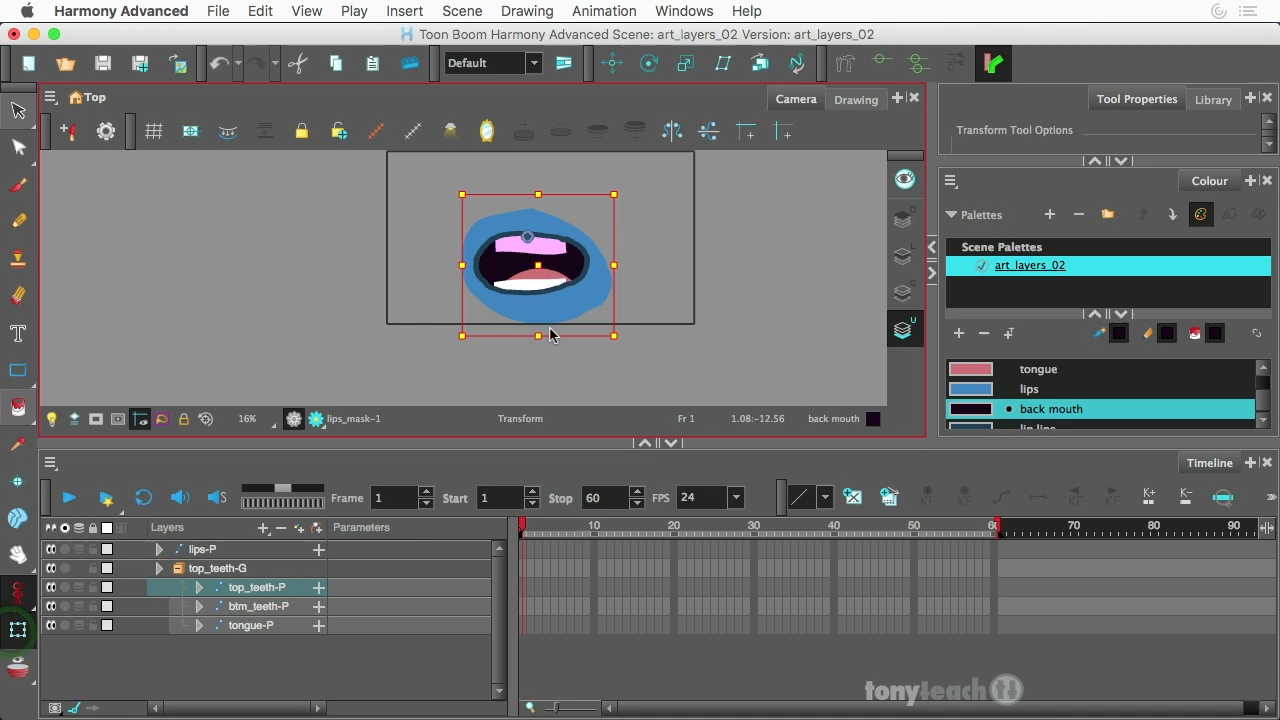 Harmony Advanced File Edit View Play Insert Scene Drawing Animation Windows Help
Toon Boom Harmony Advanced Scene: art_layers_02 Version: art_layers_02
Default
Top Camera Drawing
Tool Properties Library
Transform Tool Options
Colour
Palettes
Scene Palettes
art_layers_02
tongue
lips
back mouth
lip line
16% lips_mask-1 Transform Fr 1 1.08:-12.56 back mouth
Timeline
Frame 1 Start 1 Stop 60 FPS 24
Layers Parameters 10 20 30 40 50 60 70 80 90
lips-P
top_teeth-G
top_teeth-P
btm_teeth-P
tongue-P
tonyteach